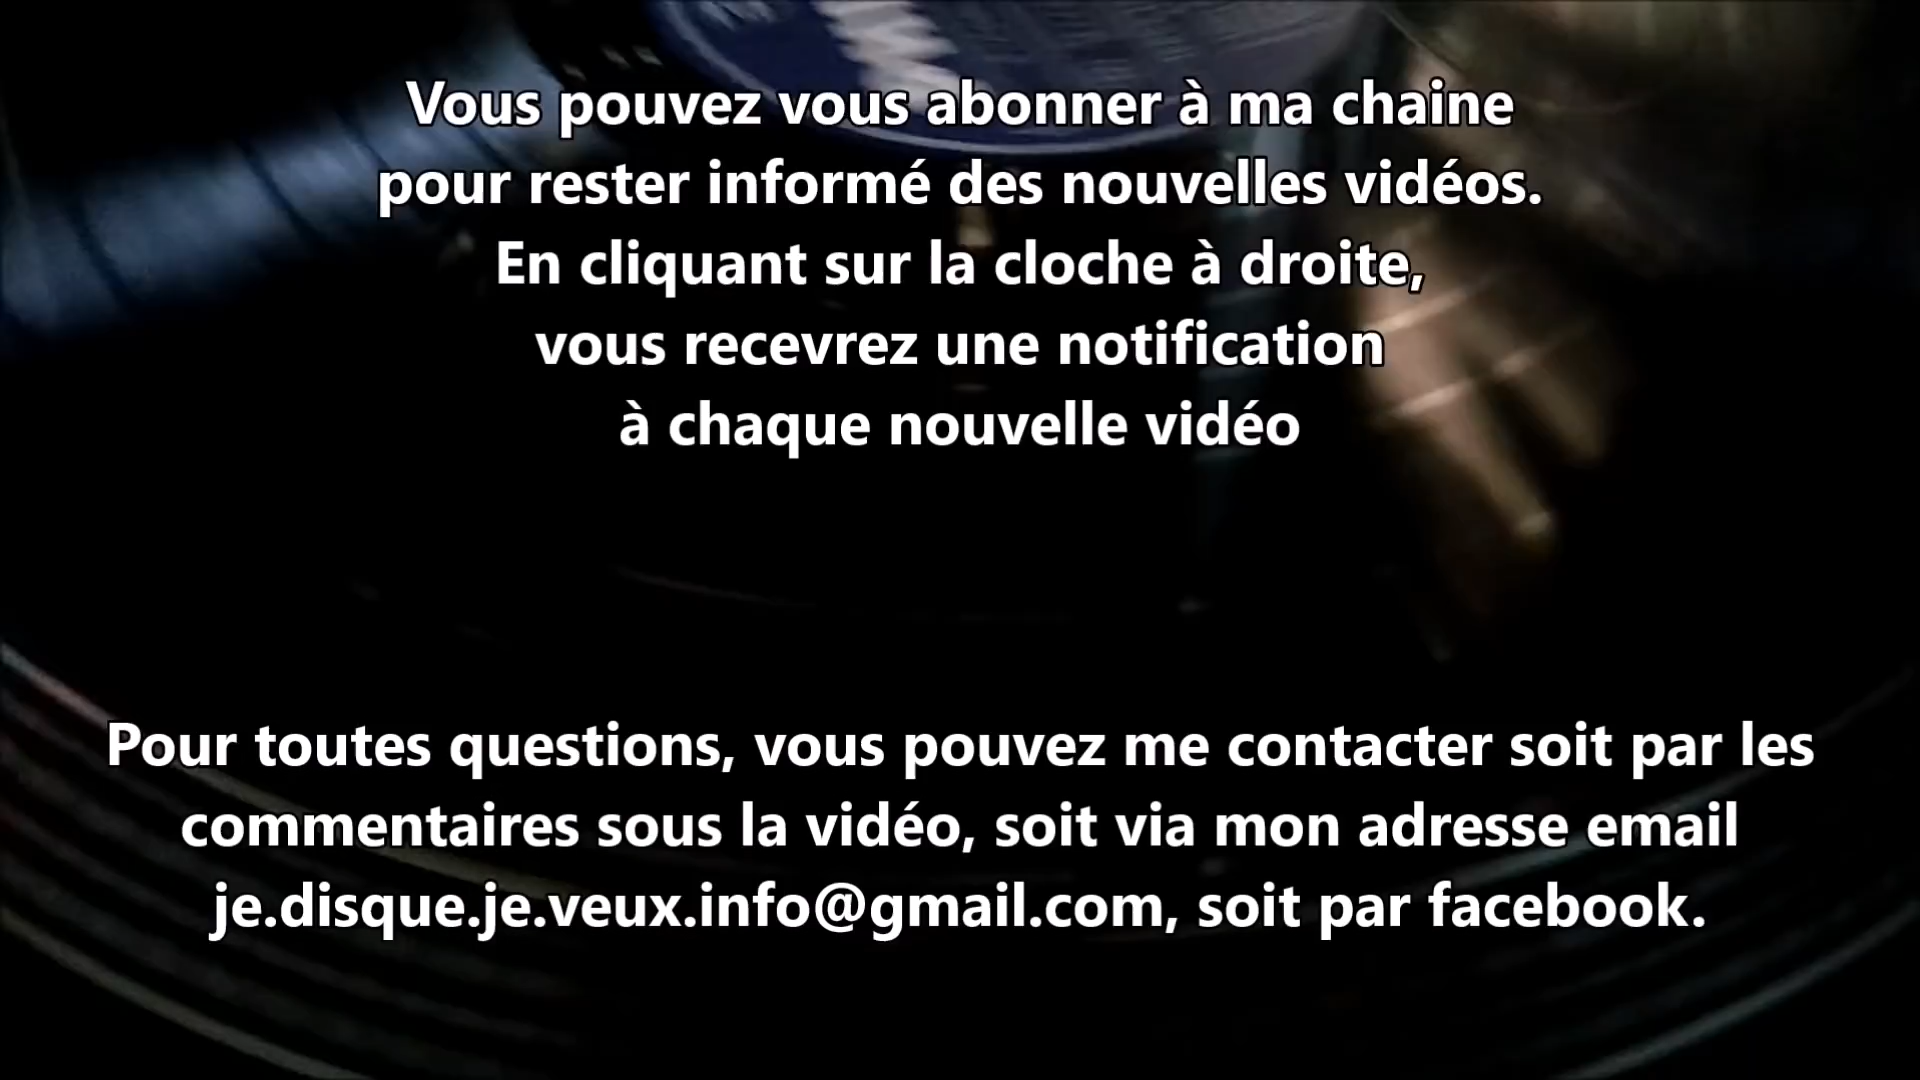 Vous pouvez vous abonner à ma chaine
pour rester informé des nouvelles vidéos.
En cliquant sur la cloche à droite,
vous recevrez une notification
à chaque nouvelle vidéo
Pour toutes questions, vous pouvez me contacter soit par les
commentaires sous la vidéo, soit via mon adresse email
je.disque.je.veux.info@gmail.com, soit par facebook.